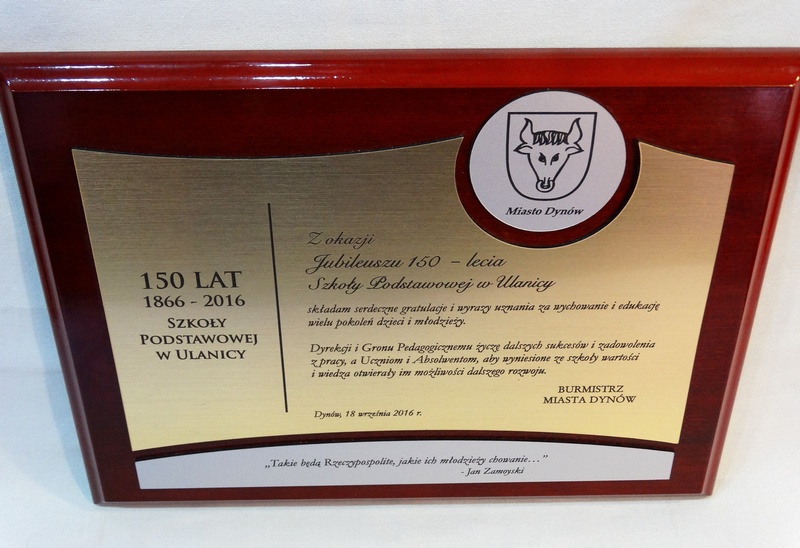 Miasto Dynów
150 LAT
1866 - 2016
SZKOŁY
PODSTAWOWEJ
W ULANICY
Z okazji
Jubileuszu 150 – lecia
Szkoły Podstawowej w Ulanicy
składam serdeczne gratulacje i wyrazy uznania za wychowanie i edukację
wielu pokoleń dzieci i młodzieży.
Dyrekcji i Gronu Pedagogicznemu życzę dalszych sukcesów i zadowolenia
z pracy, a Uczniom i Absolwentom, aby wyniesione ze szkoły wartości
i wiedza otwierały im możliwości dalszego rozwoju.
BURMISTRZ
MIASTA DYNÓW
Dynów, 18 września 2016 r.
„Takie będą Rzeczypospolite, jakie ich młodzieży chowanie…”
- Jan Zamoyski